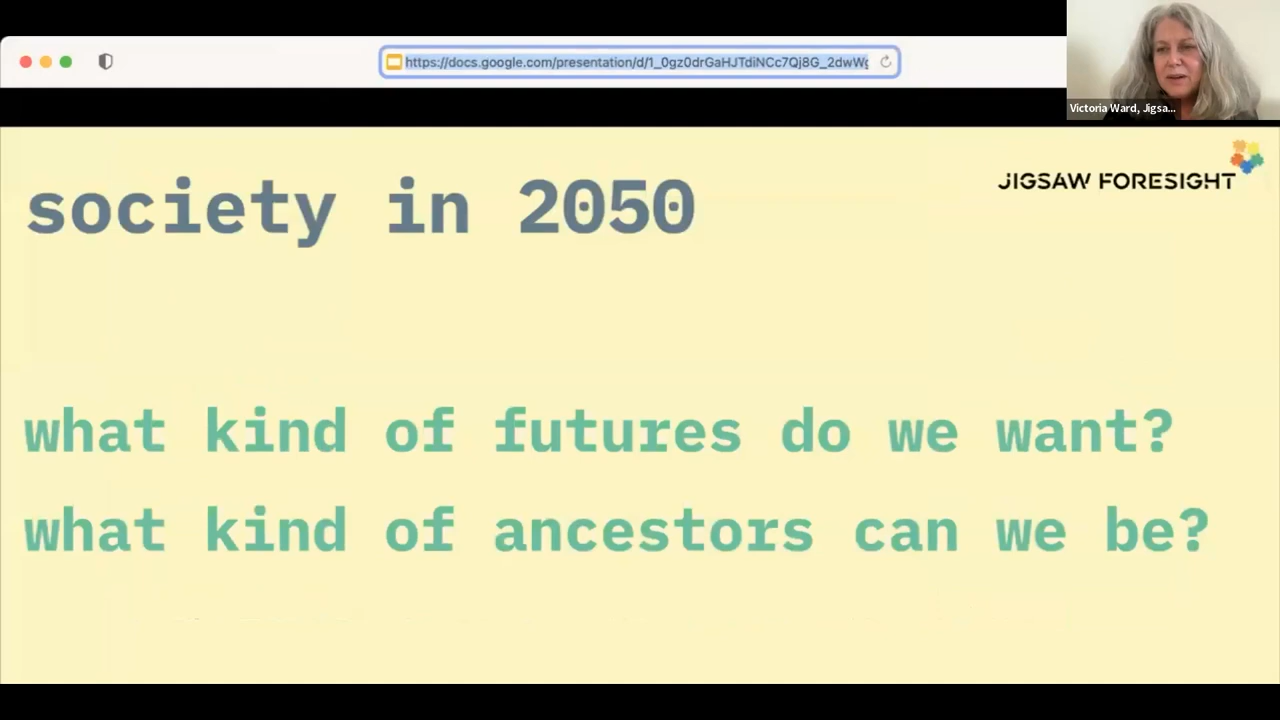 https://docs.google.com/presentation/d/1_0gz0drGaHJTdiNCc7Qj8G_2dwWg
Victoria Ward, Jigsa...
JIGSAW FORESIGHT
society in 2050
what kind of futures do we want?
what kind of ancestors can we be?